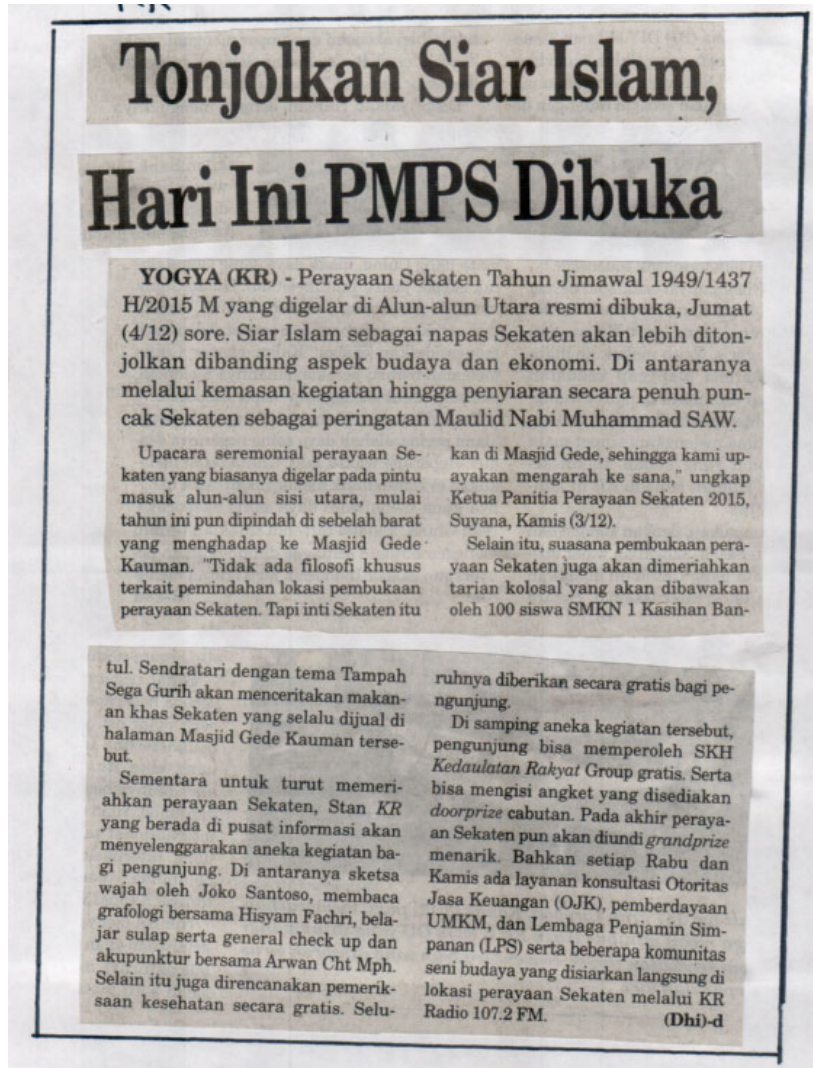 Tonjolkan Siar Islam,
Hari Ini PMPS Dibuka
YOGYA (KR) - Perayaan Sekaten Tahun Jimawal 1949/1437
H/2015 M yang digelar di Alun-alun Utara resmi dibuka, Jumat
(4/12) sore. Siar Islam sebagai napas Sekaten akan lebih diton-
jolkan dibanding aspek budaya dan ekonomi. Di antaranya
melalui kemasan kegiatan hingga penyiaran secara penuh pun-
cak Sekaten sebagai peringatan Maulid Nabi Muhammad SAW.
Upacara seremonial perayaan Se-
katen yang biasanya digelar pada pintu
masuk alun-alun sisi utara, mulai
tahun ini pun dipindah di sebelah barat
yang menghadap ke Masjid Gede
Kauman. "Tidak ada filosofi khusus
terkait pemindahan lokasi pembukaan
perayaan Sekaten. Tapi inti Sekaten itu
kan di Masjid Gede, sehingga kami up-
ayakan mengarah ke sana," ungkap
Ketua Panitia Perayaan Sekaten 2015,
Suyana, Kamis (3/12).
Selain itu, suasana pembukaan pera-
yaan Sekaten juga akan dimeriahkan
tarian kolosal yang akan dibawakan
oleh 100 siswa SMKN 1 Kasihan Ban-
tul. Sendratari dengan tema Tampah
Sega Gurih akan menceritakan makan-
an khas Sekaten yang selalu dijual di
halaman Masjid Gede Kauman terse-
but.
Sementara untuk turut memeri-
ahkan perayaan Sekaten, Stan KR
yang berada di pusat informasi akan
menyelenggarakan aneka kegiatan ba-
gi pengunjung. Di antaranya sketsa
wajah oleh Joko Santoso, membaca
grafologi bersama Hisyam Fachri, bela-
jar sulap serta general check up dan
akupunktur bersama Arwan Cht Mph.
Selain itu juga direncanakan pemerik-
saan kesehatan secara gratis. Selu-
ruhnya diberikan secara gratis bagi pe-
ngunjung.
Di samping aneka kegiatan tersebut,
pengunjung bisa memperoleh SKH
Kedaulatan Rakyat Group gratis. Serta
bisa mengisi angket yang disediakan
doorprize cabutan. Pada akhir peraya-
an Sekaten pun akan diundi grandprize
menarik. Bahkan setiap Rabu dan
Kamis ada layanan konsultasi Otoritas
Jasa Keuangan (OJK), pemberdayaan
UMKM, dan Lembaga Penjamin Sim-
panan (LPS) serta beberapa komunitas
seni budaya yang disiarkan langsung di
lokasi perayaan Sekaten melalui KR
Radio 107.2 FM. (Dhi)-d